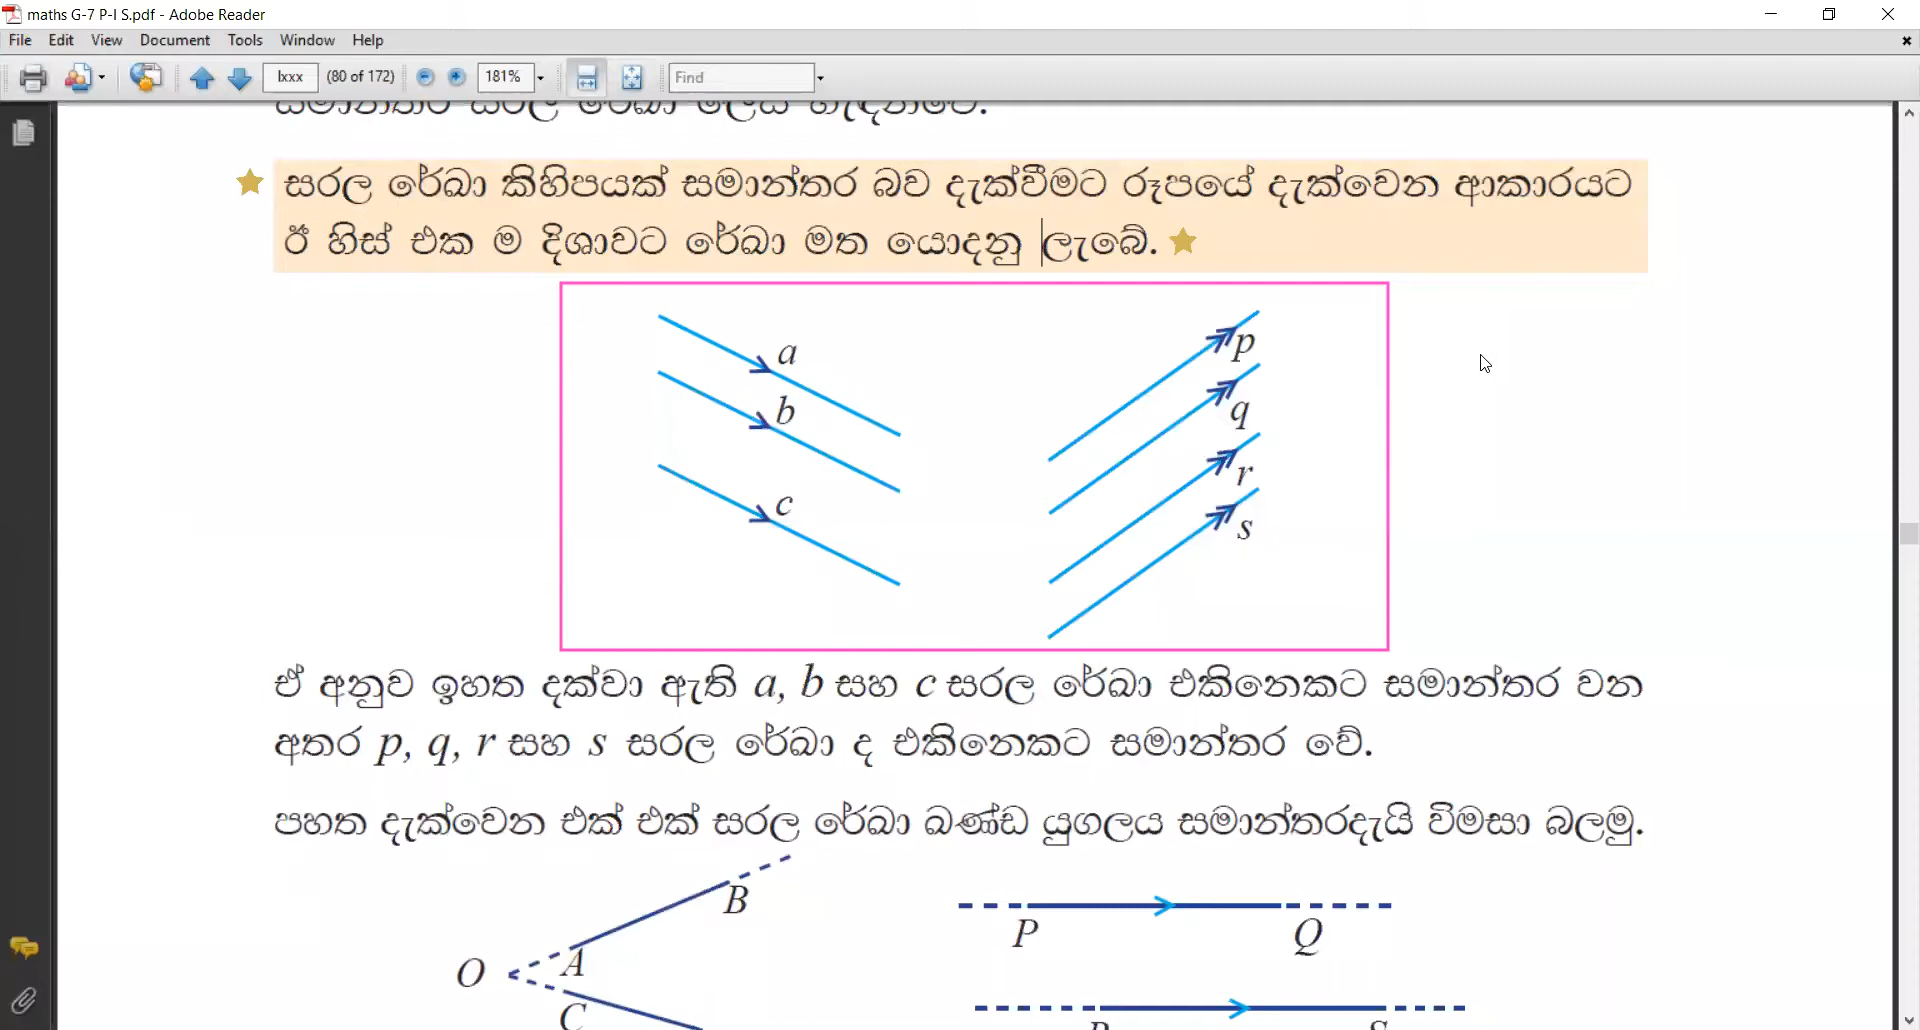 maths G-7 P-I S.pdf - Adobe Reader
File Edit View Document Tools Window Help
lxxx (80 of 172) 181% Find
සමාන්තර සරල රේඛා ලෙස හැඳින්වේ.
සරල රේඛා කිහිපයක් සමාන්තර බව දැක්වීමට රූපයේ දැක්වෙන ආකාරයට
ඊ හිස් එක ම දිශාවට රේඛා මත යොදනු ලැබේ.
a
b
c
p
q
r
s
ඒ අනුව ඉහත දක්වා ඇති a, b සහ c සරල රේඛා එකිනෙකට සමාන්තර වන
අතර p, q, r සහ s සරල රේඛා ද එකිනෙකට සමාන්තර වේ.
පහත දැක්වෙන එක් එක් සරල රේඛා ඛණ්ඩ යුගලය සමාන්තරදැයි විමසා බලමු.
B
P Q
O A
C
R S